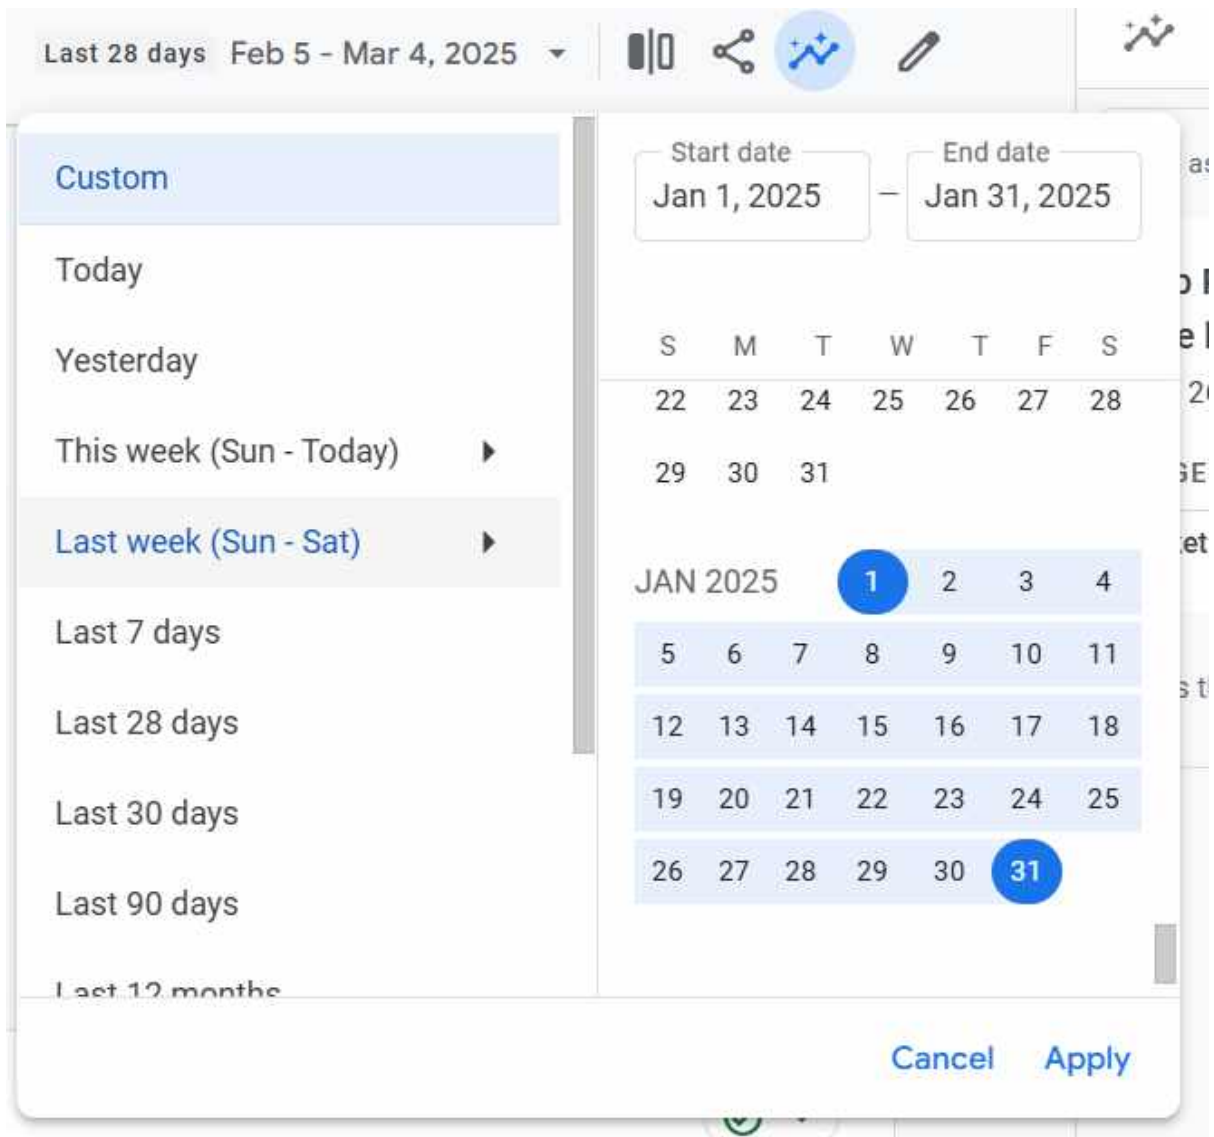 Last 28 days Feb 5 - Mar 4, 2025
Custom
Today
Yesterday
This week (Sun - Today)
Last week (Sun - Sat)
Last 7 days
Last 28 days
Last 30 days
Last 90 days
Last 12 months
Start date
Jan 1, 2025
–
End date
Jan 31, 2025
S M T W T F S
22 23 24 25 26 27 28
29 30 31
JAN 2025 1 2 3 4
5 6 7 8 9 10 11
12 13 14 15 16 17 18
19 20 21 22 23 24 25
26 27 28 29 30 31
Cancel Apply